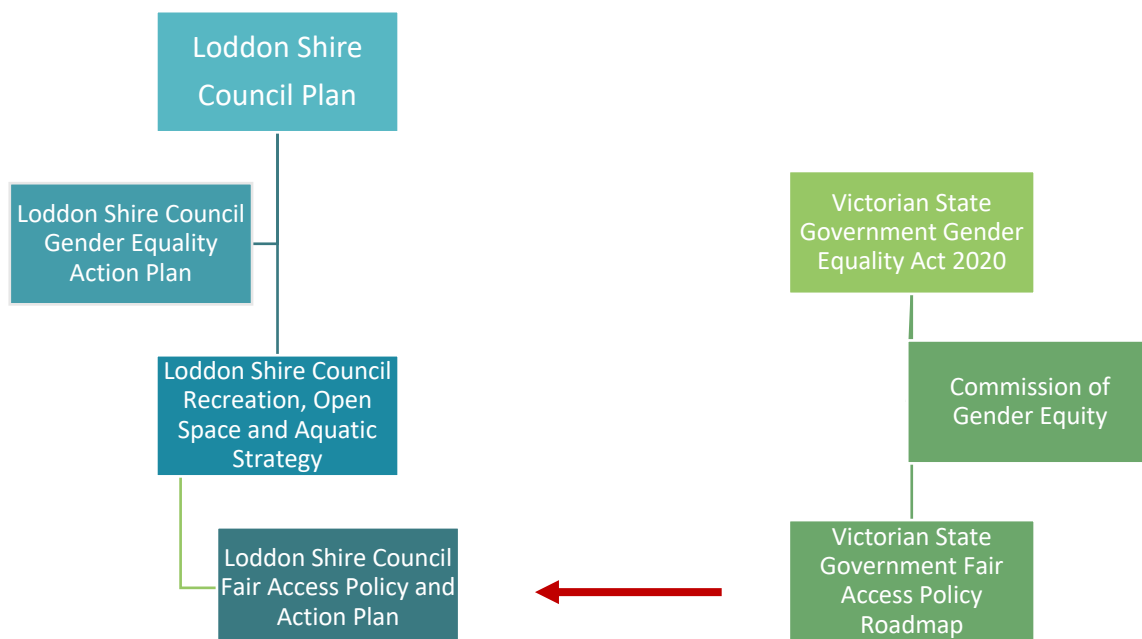 Loddon Shire
Council Plan
Loddon Shire Council
Gender Equality
Action Plan
Loddon Shire Council
Recreation, Open
Space and Aquatic
Strategy
Loddon Shire Council
Fair Access Policy and
Action Plan
Victorian State
Government Gender
Equality Act 2020
Commission of
Gender Equity
Victorian State
Government Fair
Access Policy
Roadmap